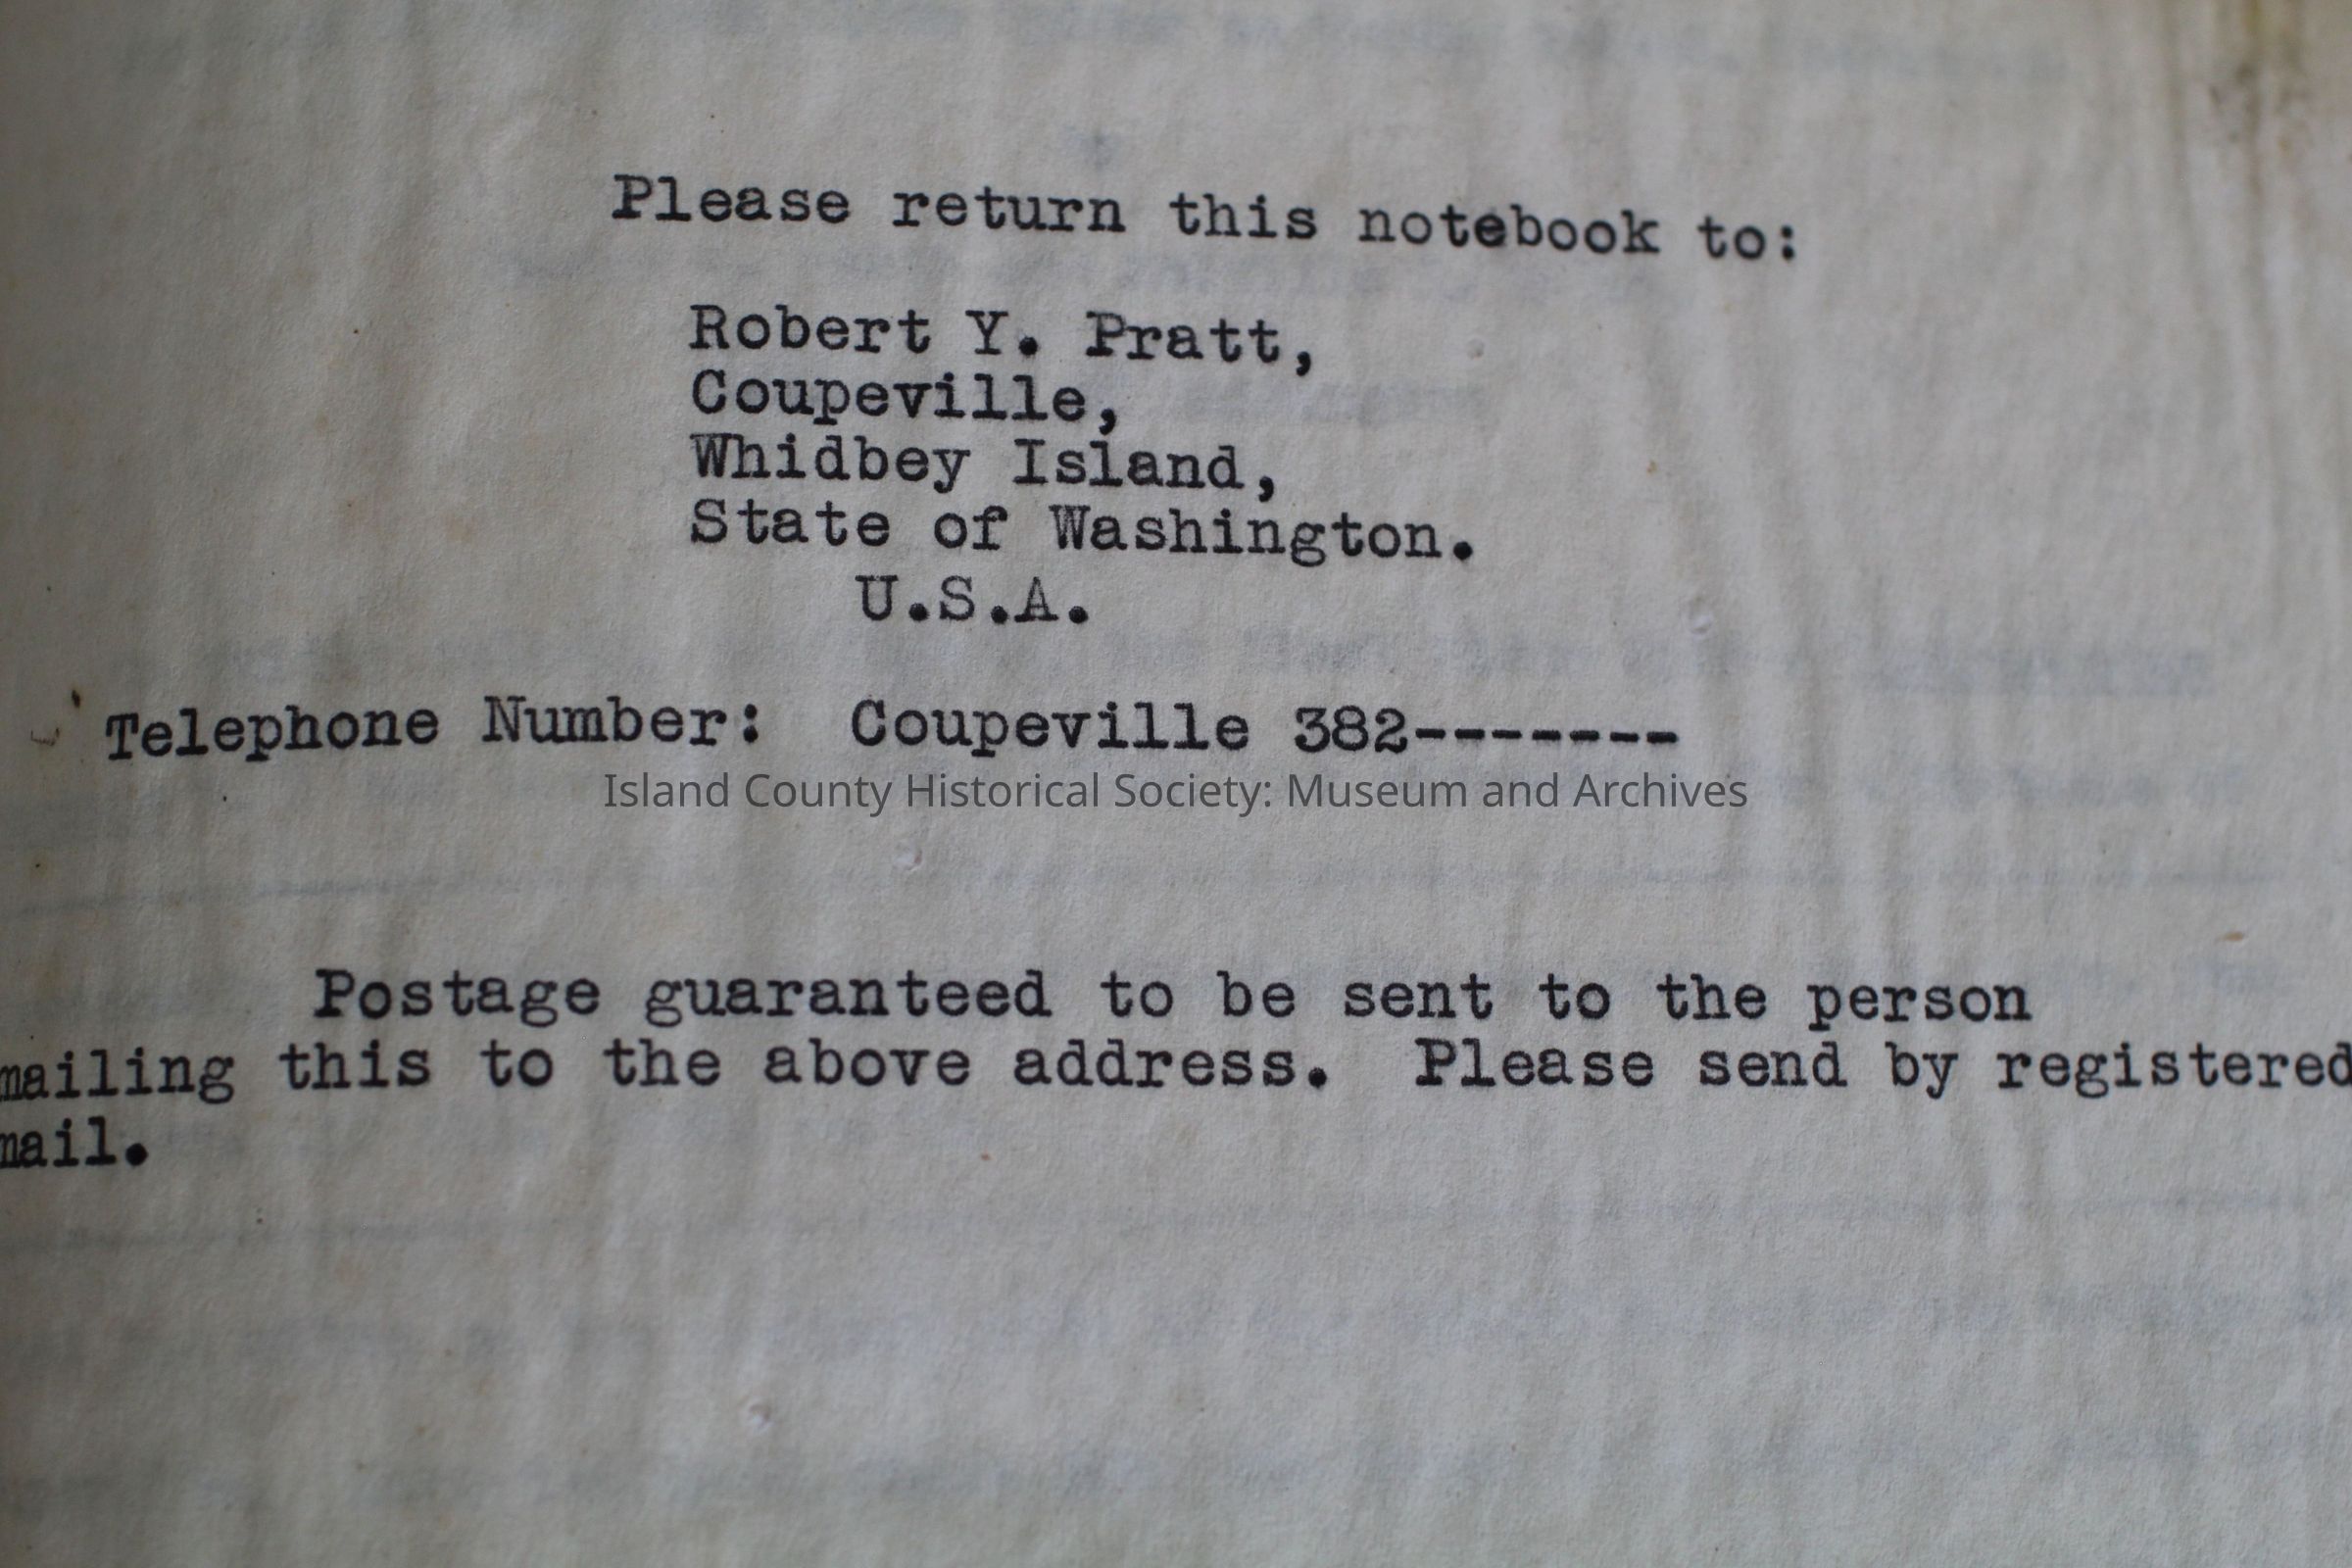 Please return this notebook to:
Robert Y. Pratt,
Coupeville,
Whidbey Island,
State of Washington.
U.S.A.
Telephone Number: Coupeville 382-------
Island County Historical Society: Museum and Archives
Postage guaranteed to be sent to the person
mailing this to the above address. Please send by registered
mail.